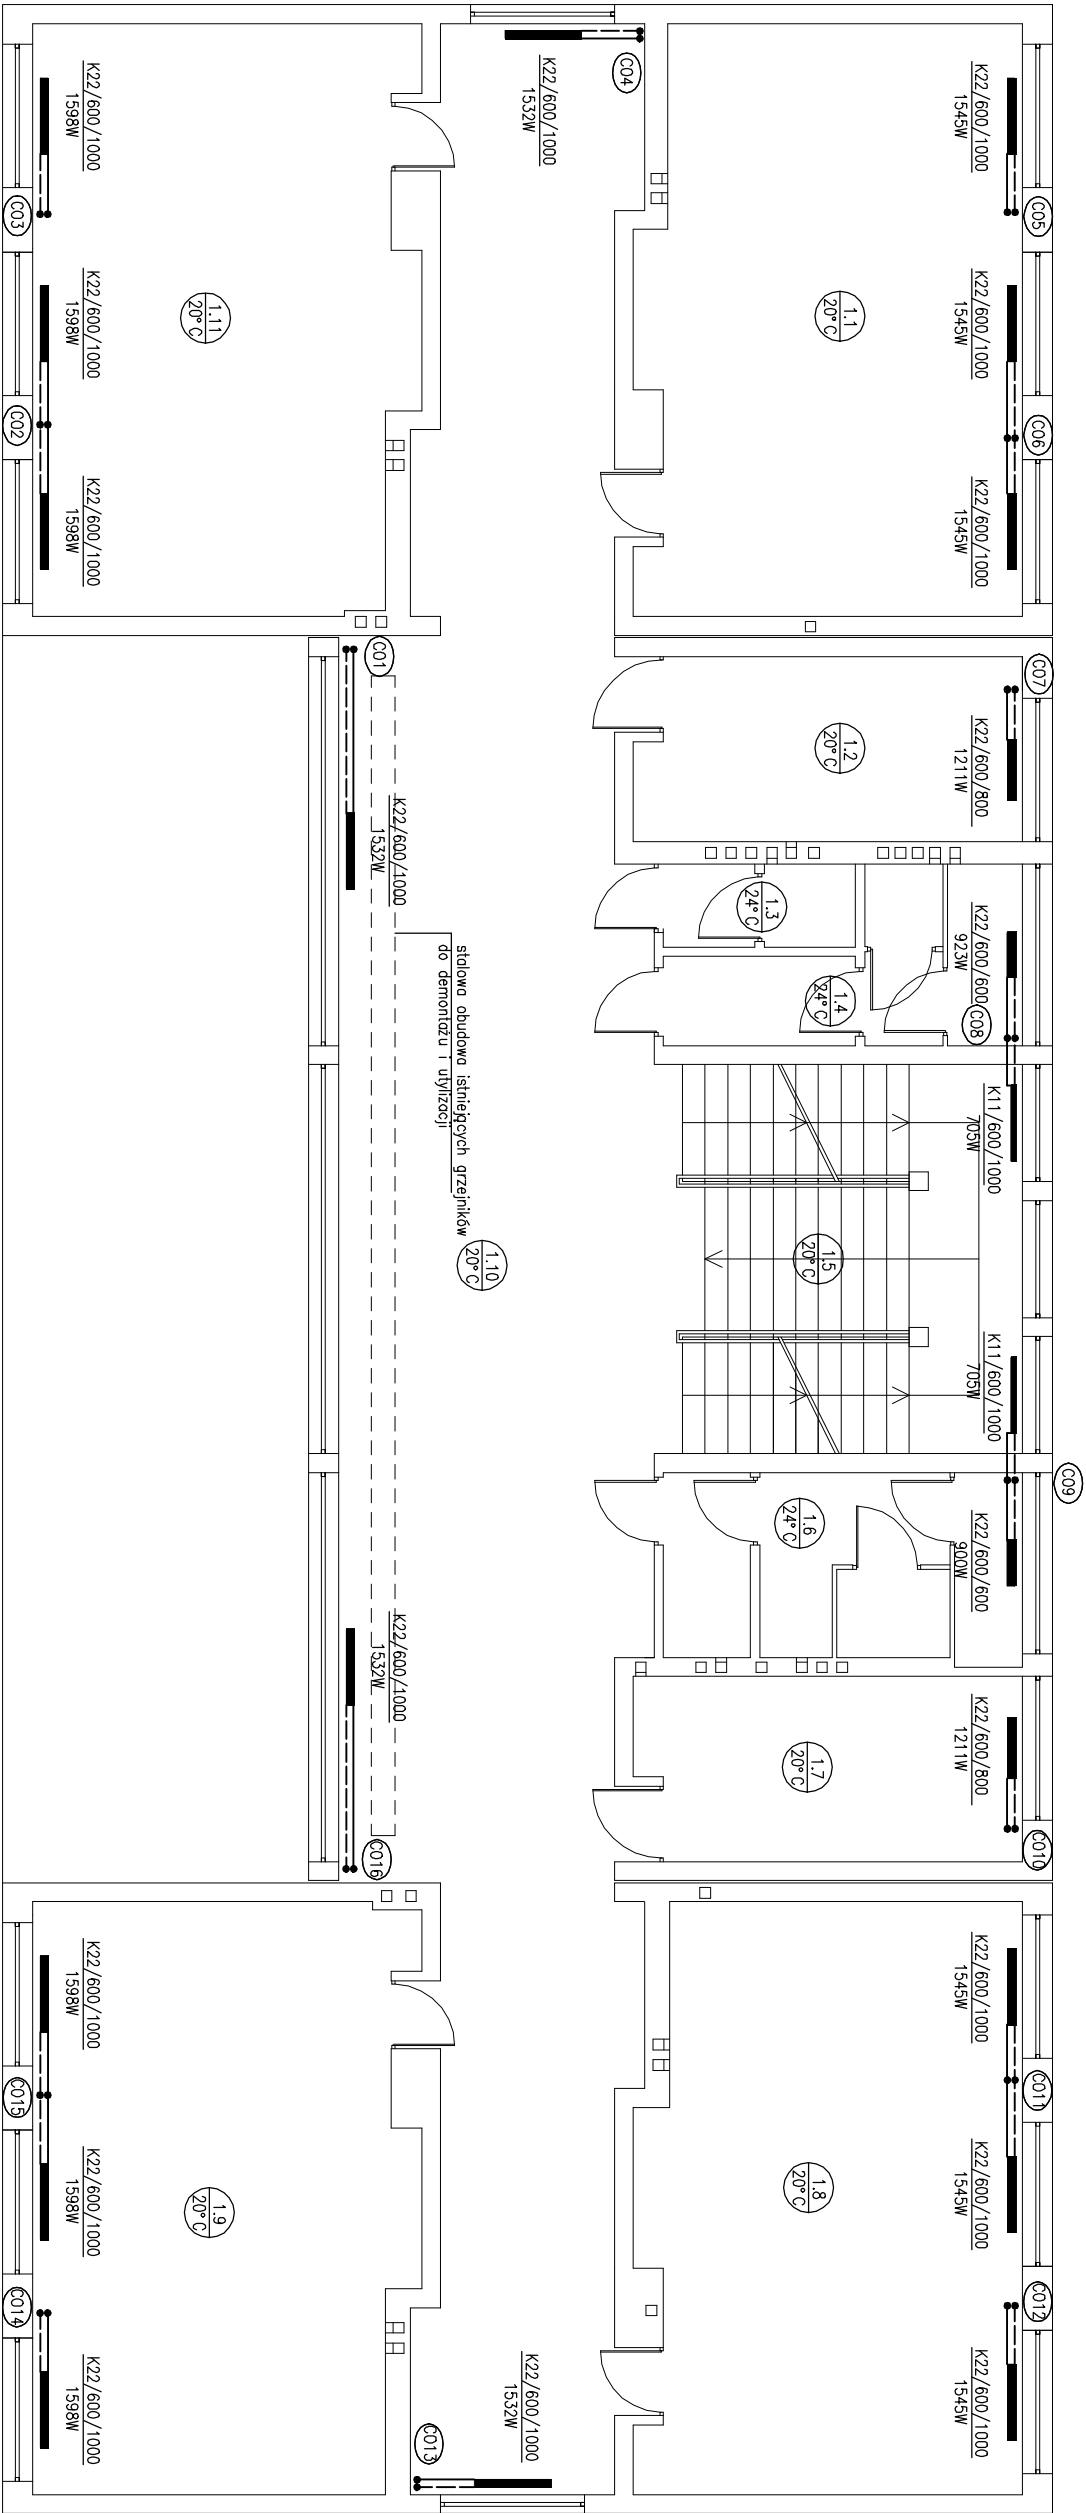 K22/600/1000
1598W
CO3
K22/600/1000
1598W
CO2
K22/600/1000
1598W
1.11
20°C
K22/600/1000
1532W
CO4
K22/600/1000
1545W
CO5
K22/600/1000
1545W
CO6
K22/600/1000
1545W
1.1
20°C
CO1
K22/600/1000
1532W
stalowa obudowa istniejących grzejników
do demontażu i utylizacji
1.10
20°C
K22/600/1000
1532W
CO16
CO7
K22/600/800
1211W
1.2
20°C
1.3
24°C
1.4
24°C
K22/600/600
923W
CO8
K11/600/1000
705W
1.5
20°C
K11/600/1000
705W
CO9
K22/600/600
900W
1.6
24°C
K22/600/800
1211W
CO10
1.7
20°C
K22/600/1000
1545W
CO11
K22/600/1000
1545W
CO12
K22/600/1000
1545W
1.8
20°C
K22/600/1000
1532W
CO13
K22/600/1000
1598W
CO15
K22/600/1000
1598W
CO14
K22/600/1000
1598W
1.9
20°C